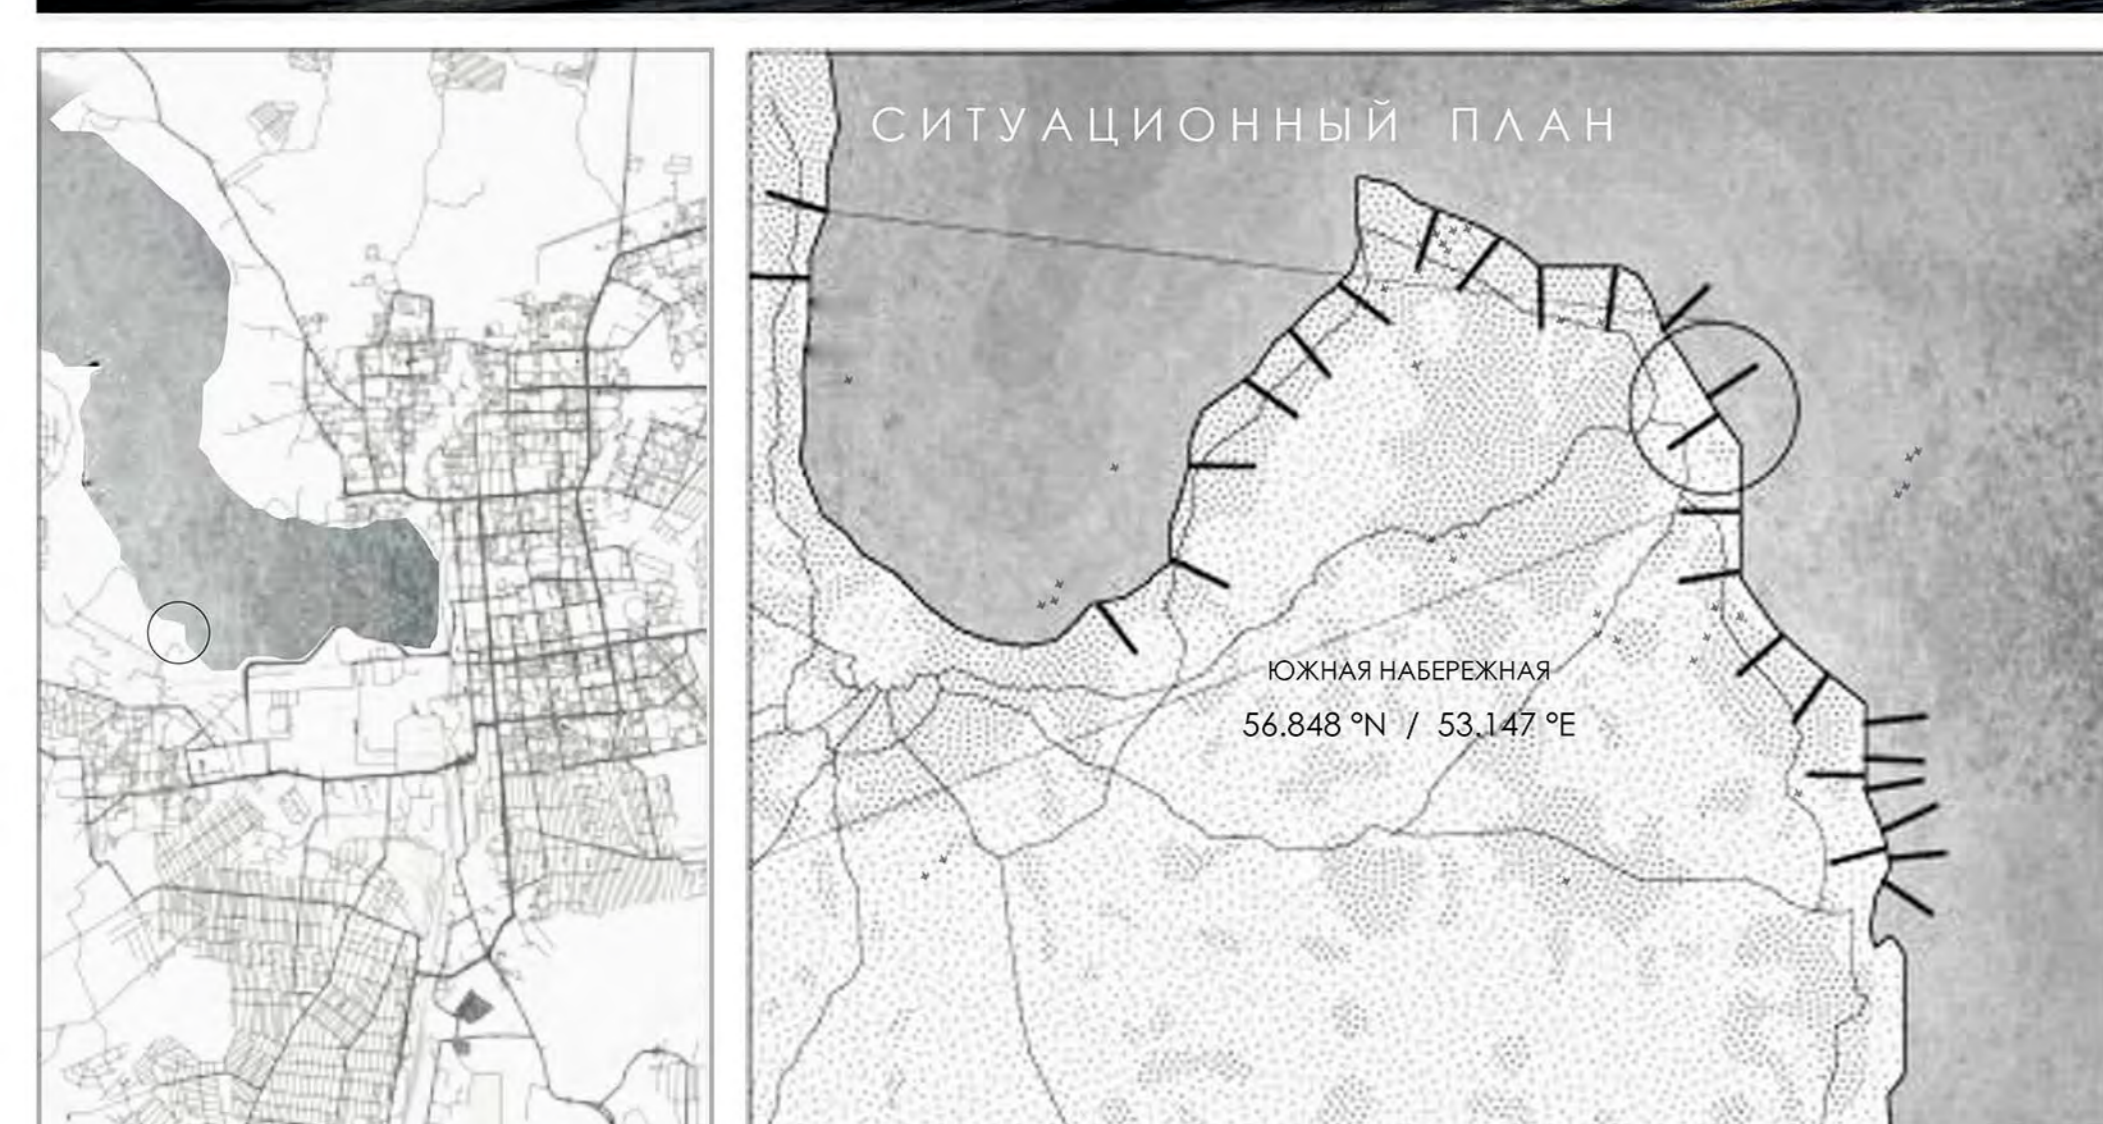 СИТУАЦИОННЫЙ ПЛАН
ЮЖНАЯ НАБЕРЕЖНАЯ
56.848 °N / 53.147 °E